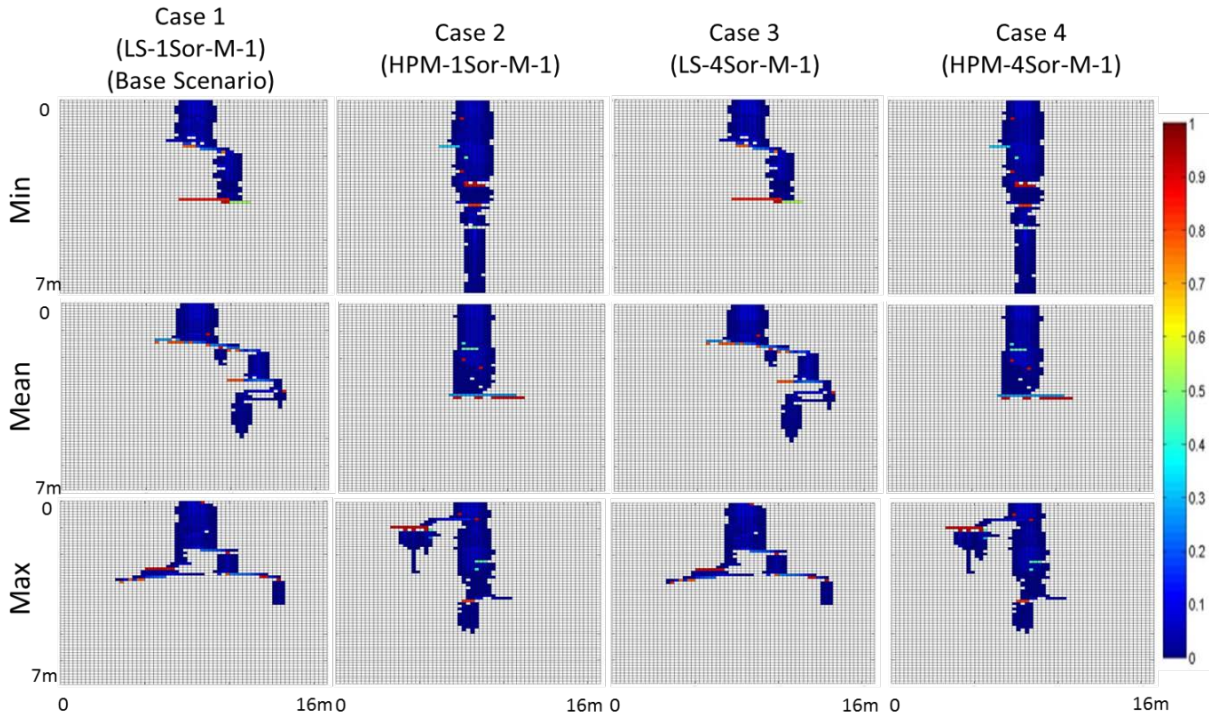 Case 1
(LS-1Sor-M-1)
(Base Scenario)
Case 2
(HPM-1Sor-M-1)
Case 3
(LS-4Sor-M-1)
Case 4
(HPM-4Sor-M-1)
Min
0
7m
Mean
0
7m
Max
0
7m
0 16m 0 16m 0 16m 0 16m
1
0.9
0.8
0.7
0.6
0.5
0.4
0.3
0.2
0.1
0